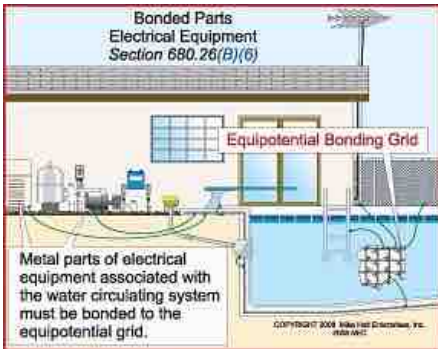 Bonded Parts
Electrical Equipment
Section 680.26(B)(6)
Equipotential Bonding Grid
Metal parts of electrical
equipment associated with
the water circulating system
must be bonded to the
equipotential grid.
COPYRIGHT 2008 Mike Holt Enterprises, Inc.